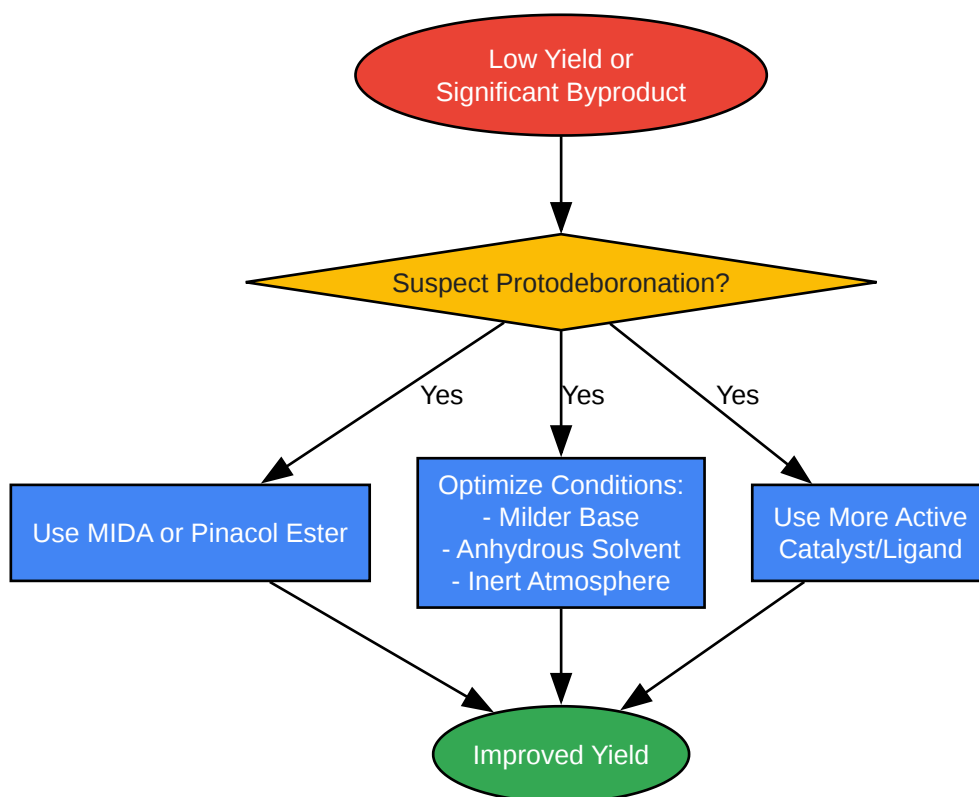 Low Yield or
Significant Byproduct
Suspect Protodeboronation?
Yes
Yes
Yes
Use MIDA or Pinacol Ester
Optimize Conditions:
- Milder Base
- Anhydrous Solvent
- Inert Atmosphere
Use More Active
Catalyst/Ligand
Improved Yield